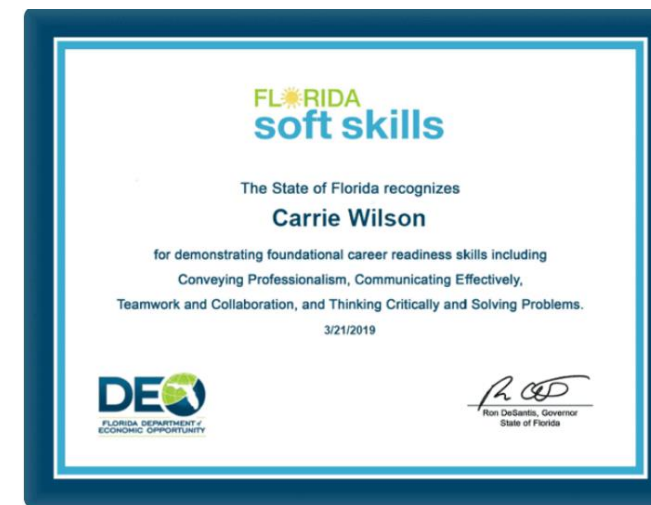 FLORIDA
soft skills
The State of Florida recognizes
Carrie Wilson
for demonstrating foundational career readiness skills including
Conveying Professionalism, Communicating Effectively,
Teamwork and Collaboration, and Thinking Critically and Solving Problems.
3/21/2019
DEO
FLORIDA DEPARTMENT of
ECONOMIC OPPORTUNITY
Ron DeSantis, Governor
State of Florida